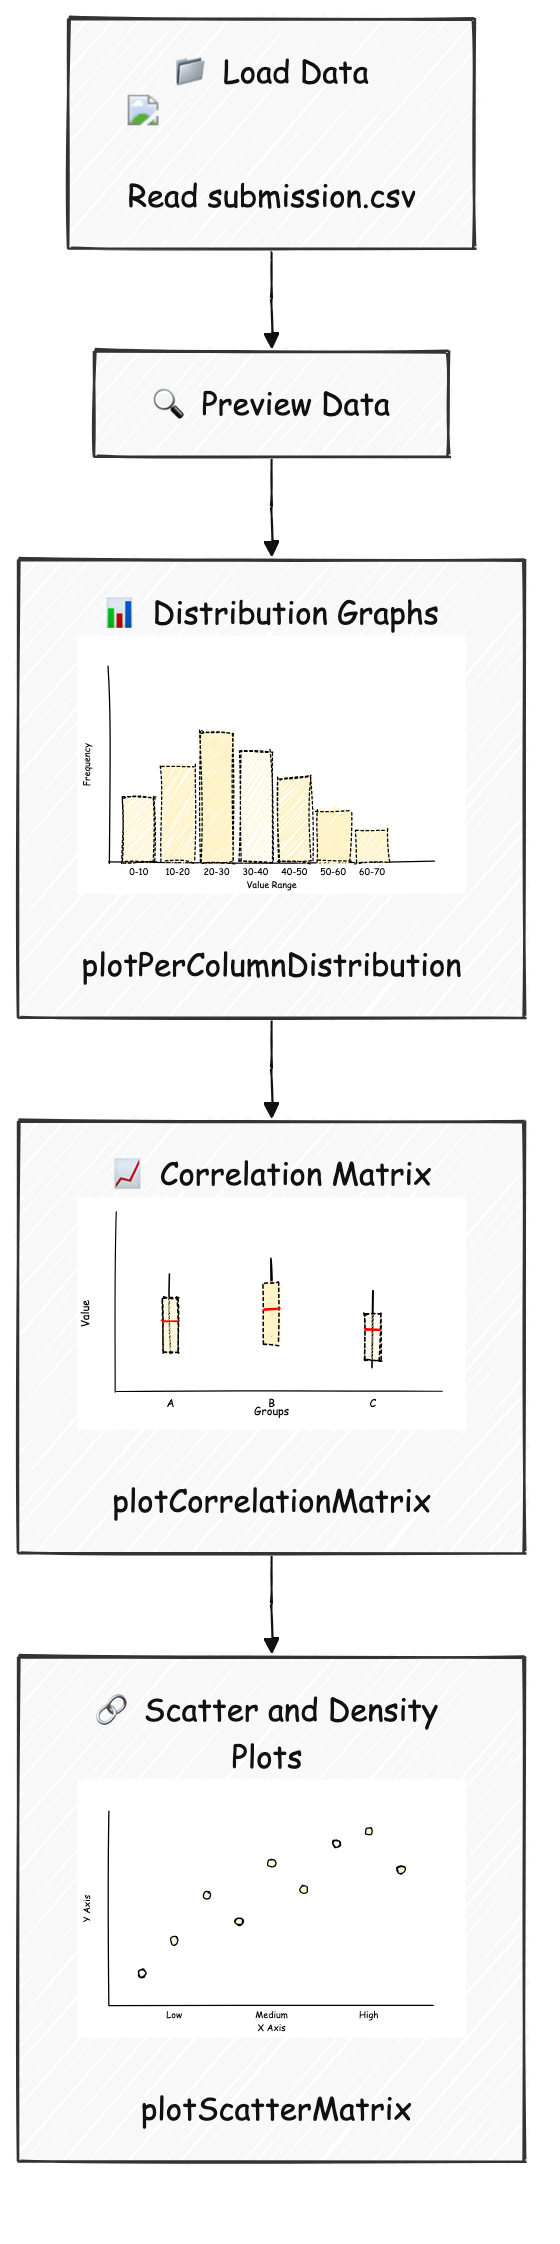 Load Data
Read submission.csv
Preview Data
Distribution Graphs
Frequency
0-10 10-20 20-30 30-40 40-50 50-60 60-70
Value Range
plotPerColumnDistribution
Correlation Matrix
Value
A B C
Groups
plotCorrelationMatrix
Scatter and Density
Plots
Y Axis
Low Medium High
X Axis
plotScatterMatrix